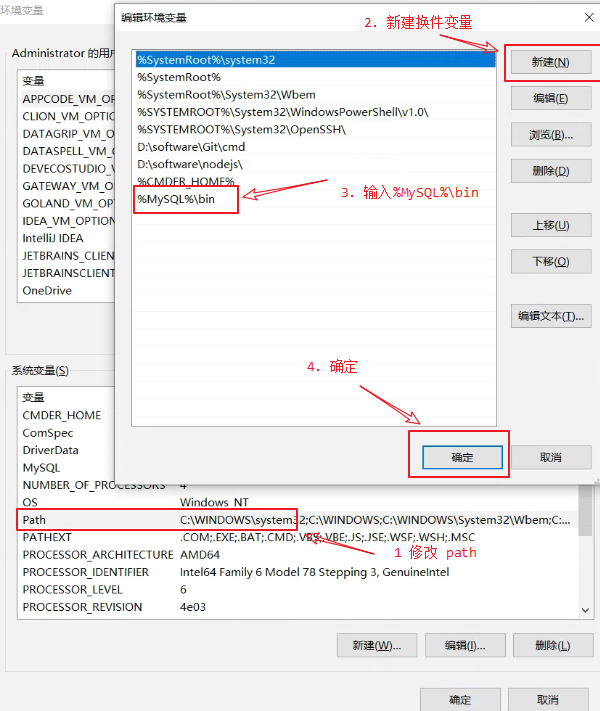 环境变量
编辑环境变量
2. 新建换件变量
Administrator 的用户
%SystemRoot%\system32
新建(N)
变量
%SystemRoot%
APPCODE_VM_OP
%SystemRoot%\System32\Wbem
编辑(E)
CLION_VM_OPTIC
%SYSTEMROOT%\System32\WindowsPowerShell\v1.0\
DATAGRIP_VM_O
%SYSTEMROOT%\System32\OpenSSH\
浏览(B)...
DATASPELL_VM_C
D:\software\Git\cmd
DEVECOSTUDIO_V
D:\software\nodejs\
删除(D)
GATEWAY_VM_O
%CMDER_HOME%
GOLAND_VM_OPT
%MySQL%\bin
3. 输入%MySQL%\bin
IDEA_VM_OPTION
上移(U)
IntelliJ IDEA
JETBRAINS_CLIEN
下移(O)
JETBRAINSCLIENT
OneDrive
编辑文本(T)...
系统变量(S)
4. 确定
变量
CMDER_HOME
ComSpec
DriverData
确定
取消
MySQL
NUMBER_OF_PROCESSORS 4
OS Windows_NT
Path C:\WINDOWS\system32;C:\WINDOWS;C:\WINDOWS\System32\Wbem;C:...
PATHEXT .COM;.EXE;.BAT;.CMD;.VBS;.VBE;.JS;.JSE;.WSF;.WSH;.MSC
PROCESSOR_ARCHITECTURE AMD64
1 修改 path
PROCESSOR_IDENTIFIER Intel64 Family 6 Model 78 Stepping 3, GenuineIntel
PROCESSOR_LEVEL 6
PROCESSOR_REVISION 4e03
新建(W)...
编辑(I)...
删除(L)
确定
取消